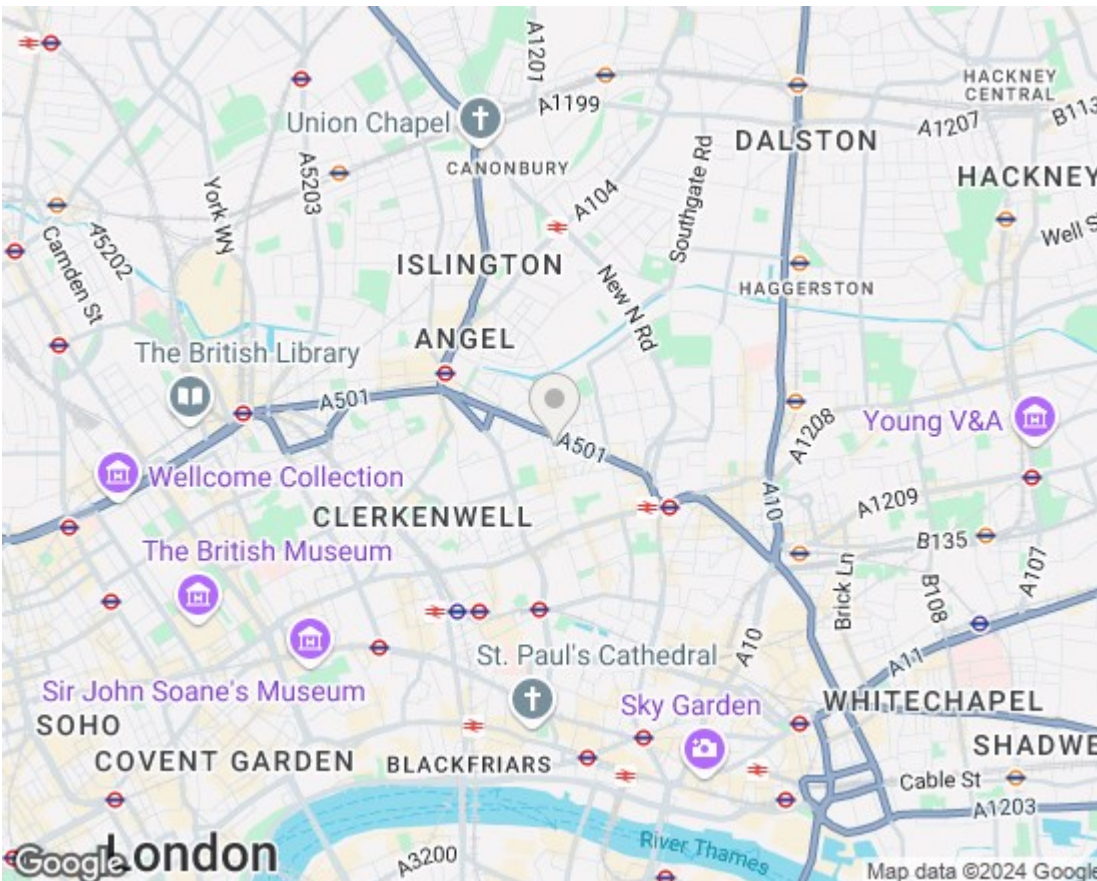 A1201
HACKNEY
CENTRAL
A1199
B113
Union Chapel
A1207
DALSTON
CANONBURY
A5203
York Wy
Southgate Rd
HACKNEY
A104
A5202
Camden St
Well S
ISLINGTON
New N Rd
HAGGERSTON
ANGEL
The British Library
A501
A1208
Young V&A
A501
Wellcome Collection
A10
A1209
CLERKENWELL
B135
The British Museum
A107
Brick Ln
B108
A10
St. Paul's Cathedral
A11
Sir John Soane's Museum
Sky Garden
WHITECHAPEL
SOHO
SHADWE
COVENT GARDEN
BLACKFRIARS
Cable St
A1203
River Thames
London
A3200
Google
Map data ©2024 Google